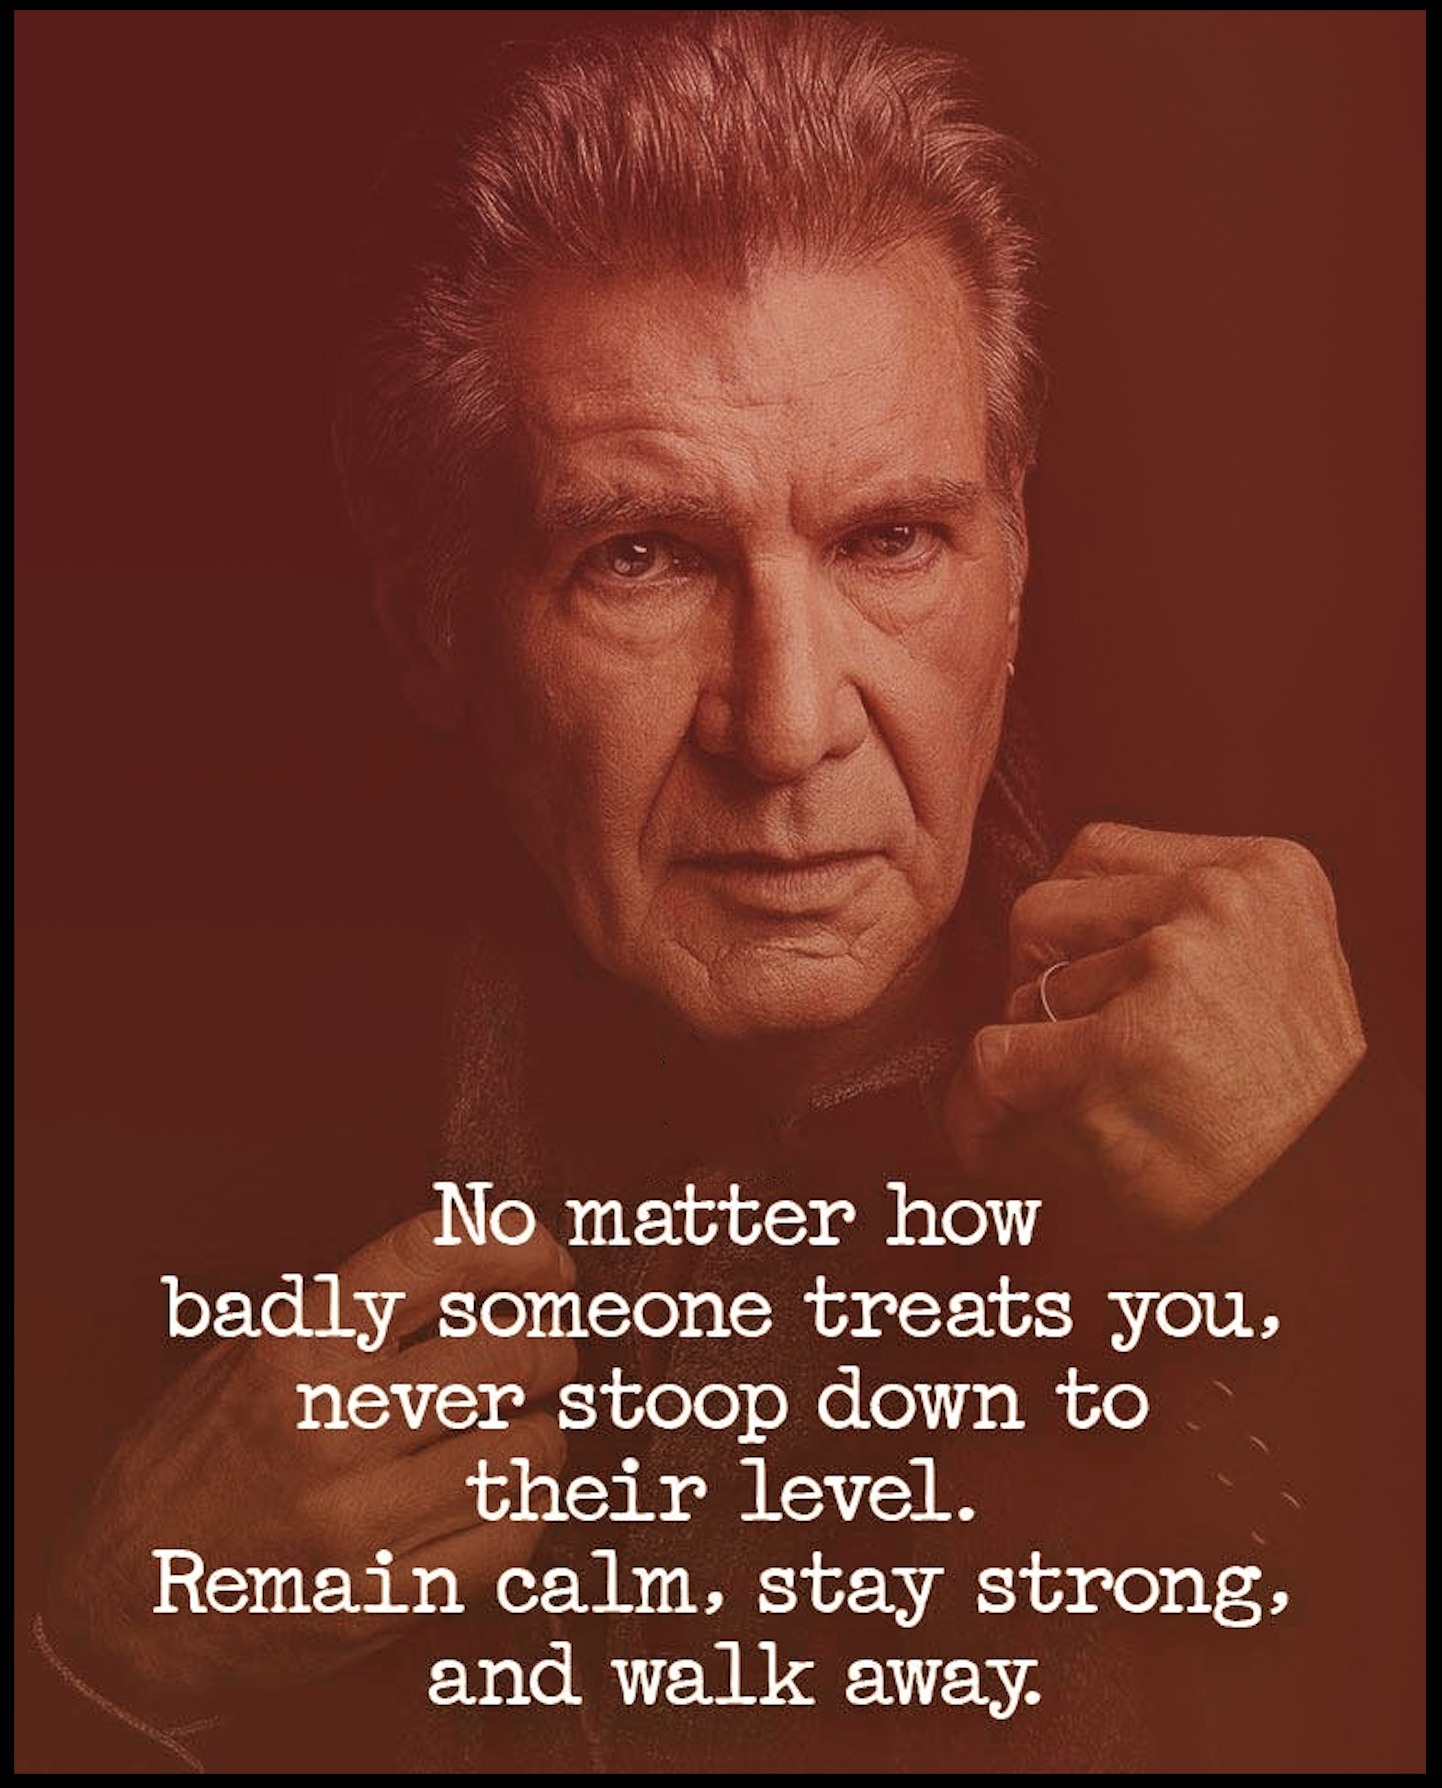 No matter how
badly someone treats you,
never stoop down to
their level.
Remain calm, stay strong,
and walk away.